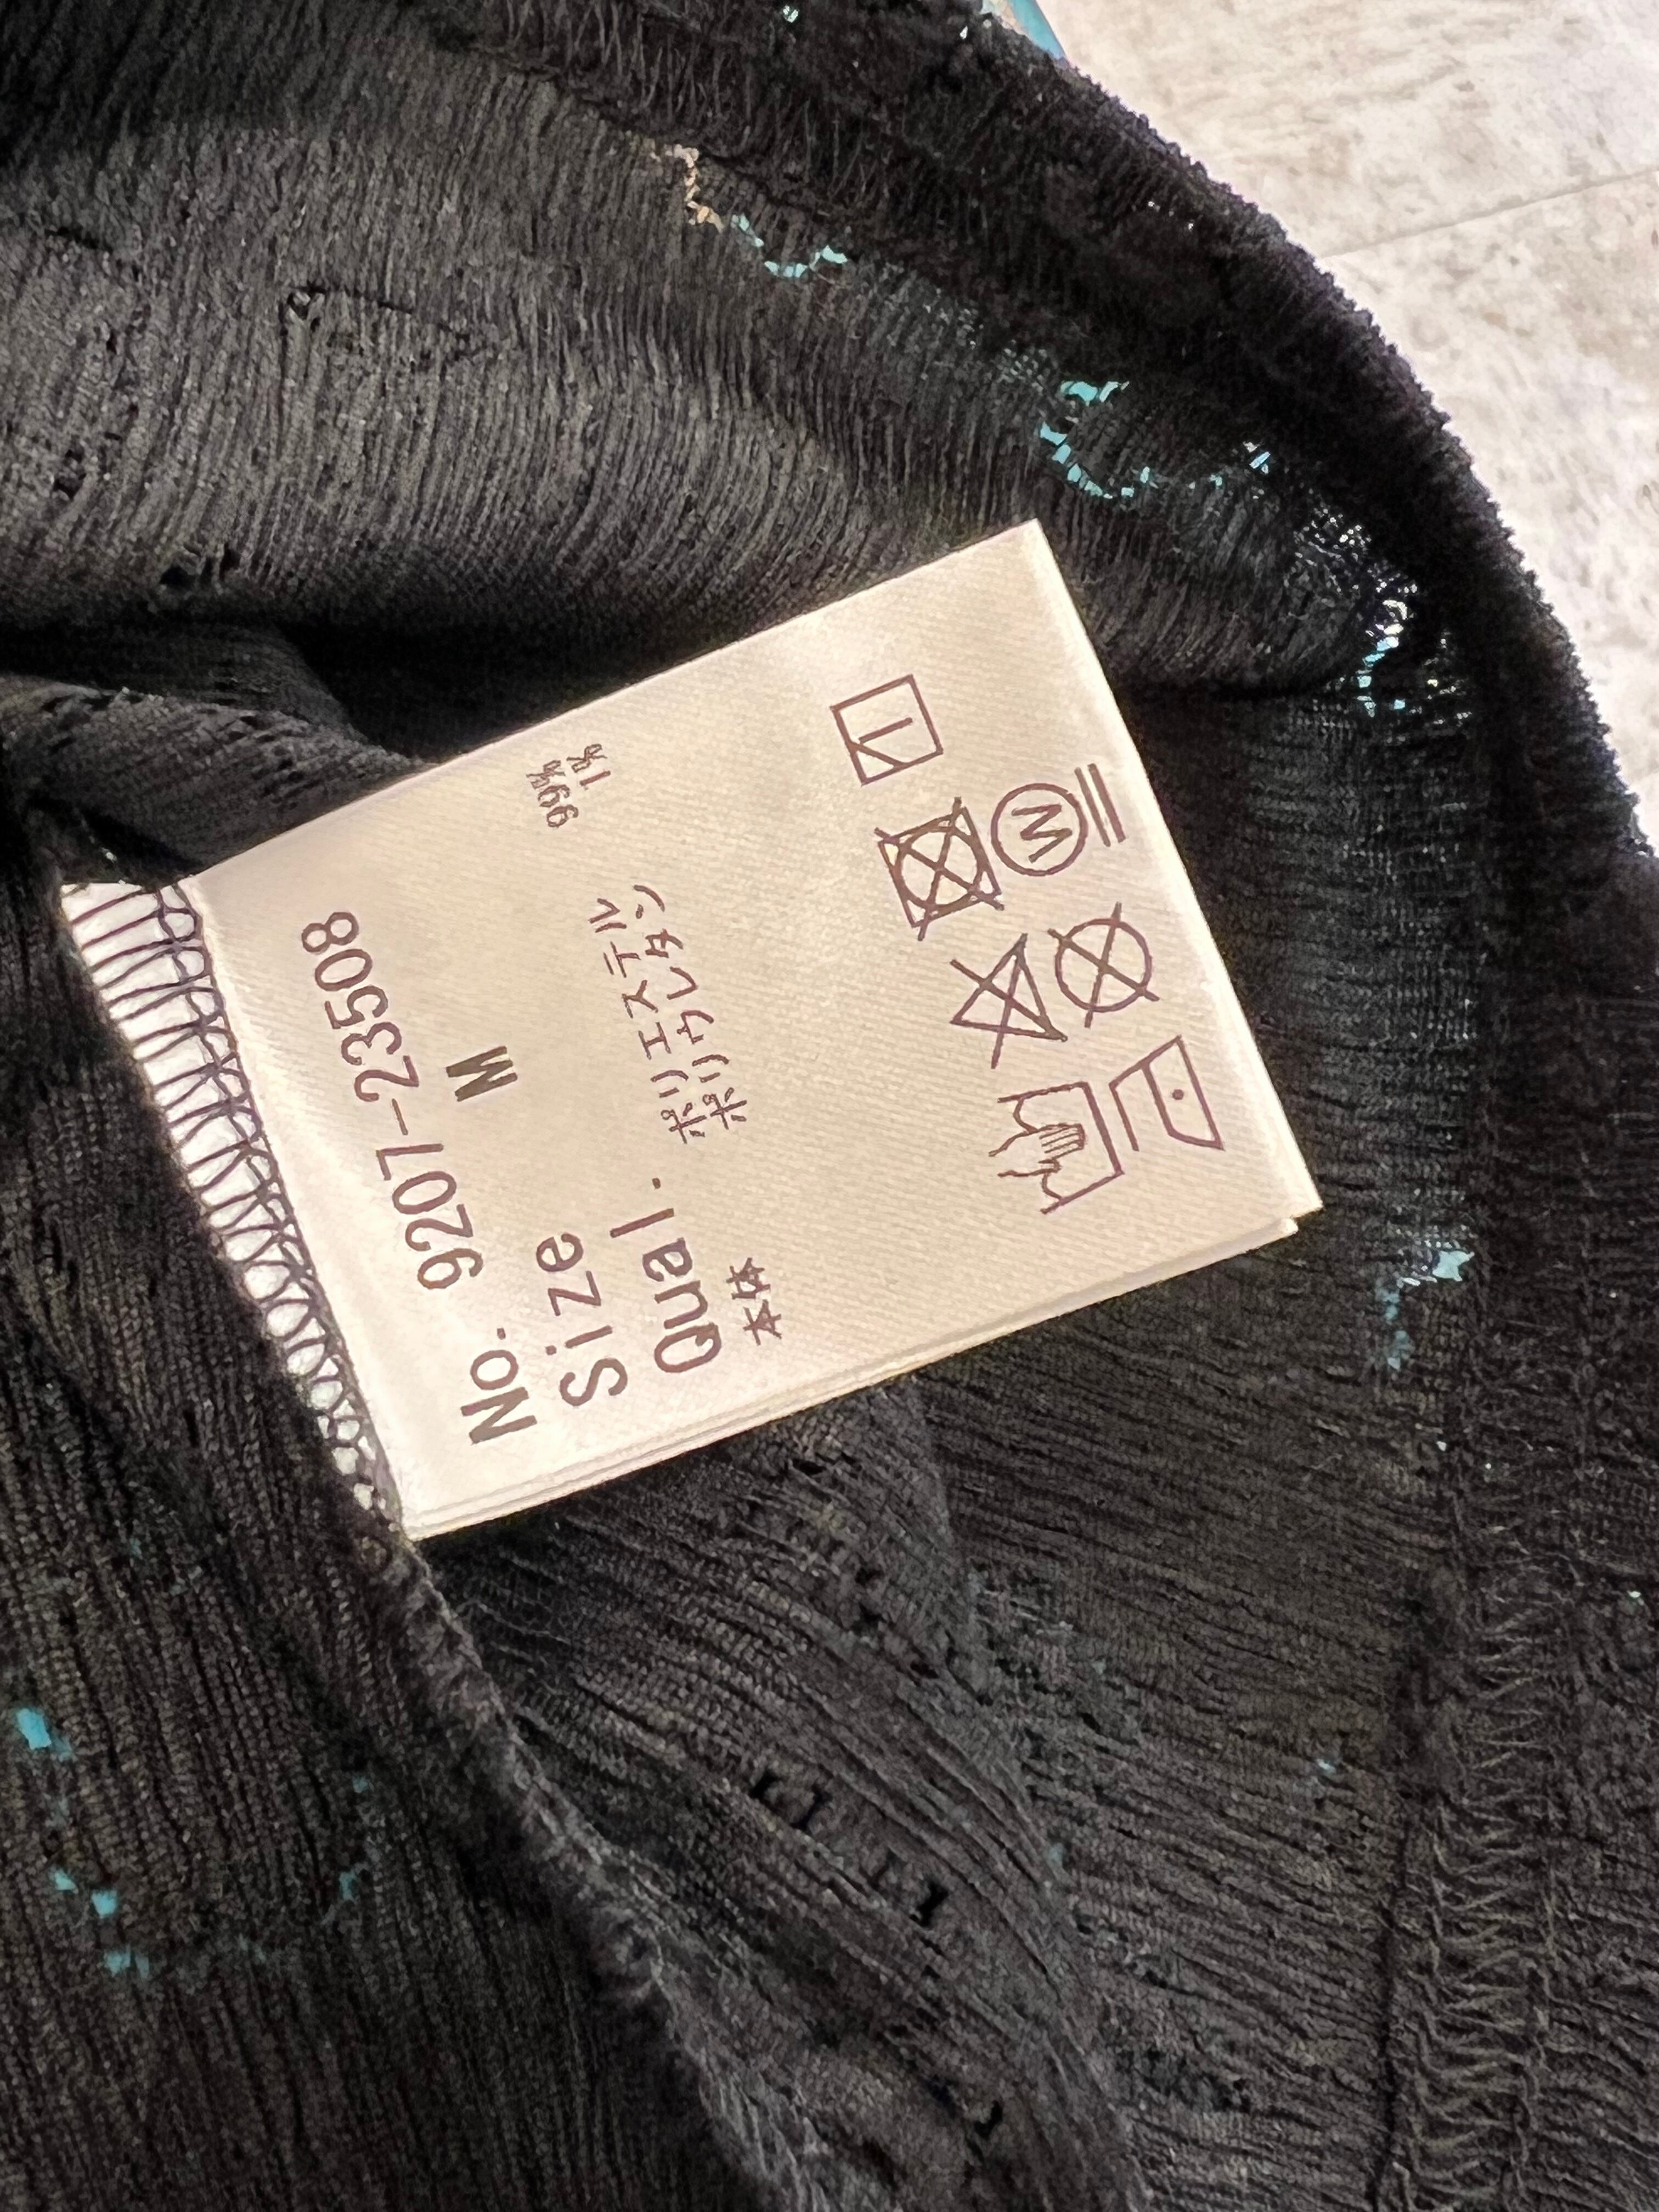 No. 9207-23508
Size M
Qual.
本体 ポリエステル 99%
ポリウレタン 1%
W